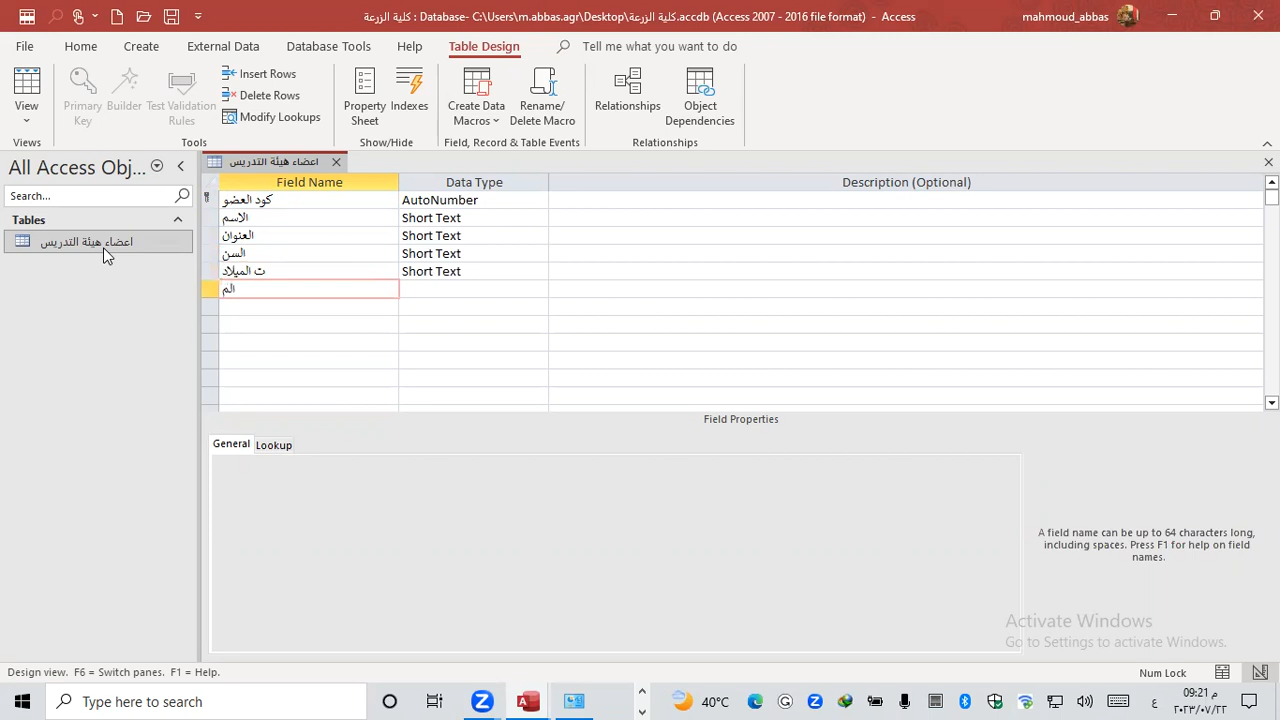 كلية الزرعة : Database- C:\Users\m.abbas.agr\Desktop\كلية الزرعة.accdb (Access 2007 - 2016 file format) - Access
mahmoud_abbas
File Home Create External Data Database Tools Help Table Design Tell me what you want to do
View
Primary Key
Builder
Test Validation Rules
Insert Rows
Delete Rows
Modify Lookups
Property Sheet
Indexes
Create Data Macros
Rename/ Delete Macro
Relationships
Object Dependencies
Views Tools Show/Hide Field, Record & Table Events Relationships
All Access Obj...
Search...
Tables
اعضاء هيئة التدريس
اعضاء هيئة التدريس
Field Name Data Type Description (Optional)
كود العضو AutoNumber
الاسم Short Text
العنوان Short Text
السن Short Text
ت الميلاد Short Text
الم
Field Properties
General Lookup
A field name can be up to 64 characters long,
including spaces. Press F1 for help on field
names.
Activate Windows
Go to Settings to activate Windows.
Design view. F6 = Switch panes. F1 = Help.
Num Lock
Type here to search
40°C
ع
09:21 م
٢٠٢٣/٠٧/٢٣